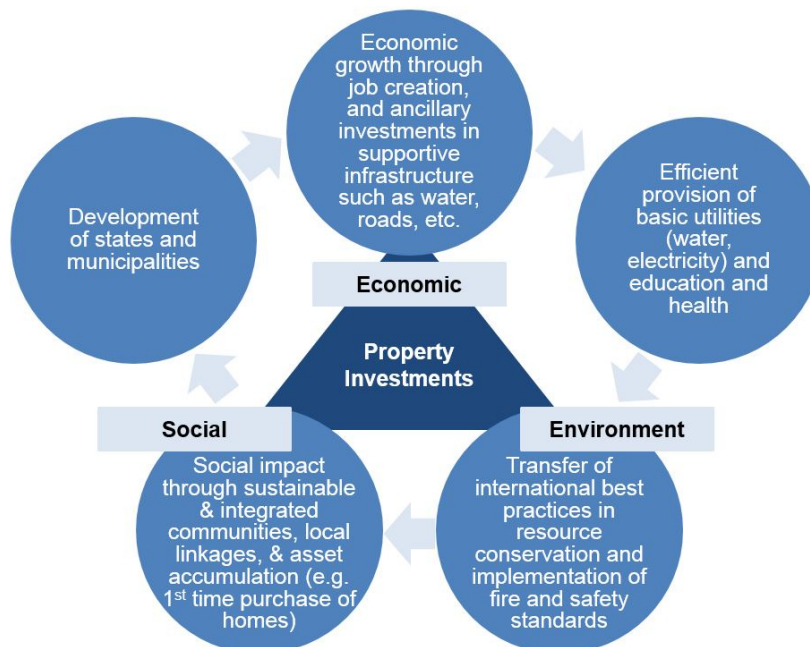 Economic
growth through
job creation,
and ancillary
investments in
supportive
infrastructure
such as water,
roads, etc.
Efficient
provision of
basic utilities
(water,
electricity) and
education and
health
Development
of states and
municipalities
Economic
Property
Investments
Social
Environment
Social impact
through sustainable
& integrated
communities, local
linkages, & asset
accumulation (e.g.
1st time purchase of
homes)
Transfer of
international best
practices in
resource
conservation and
implementation of
fire and safety
standards